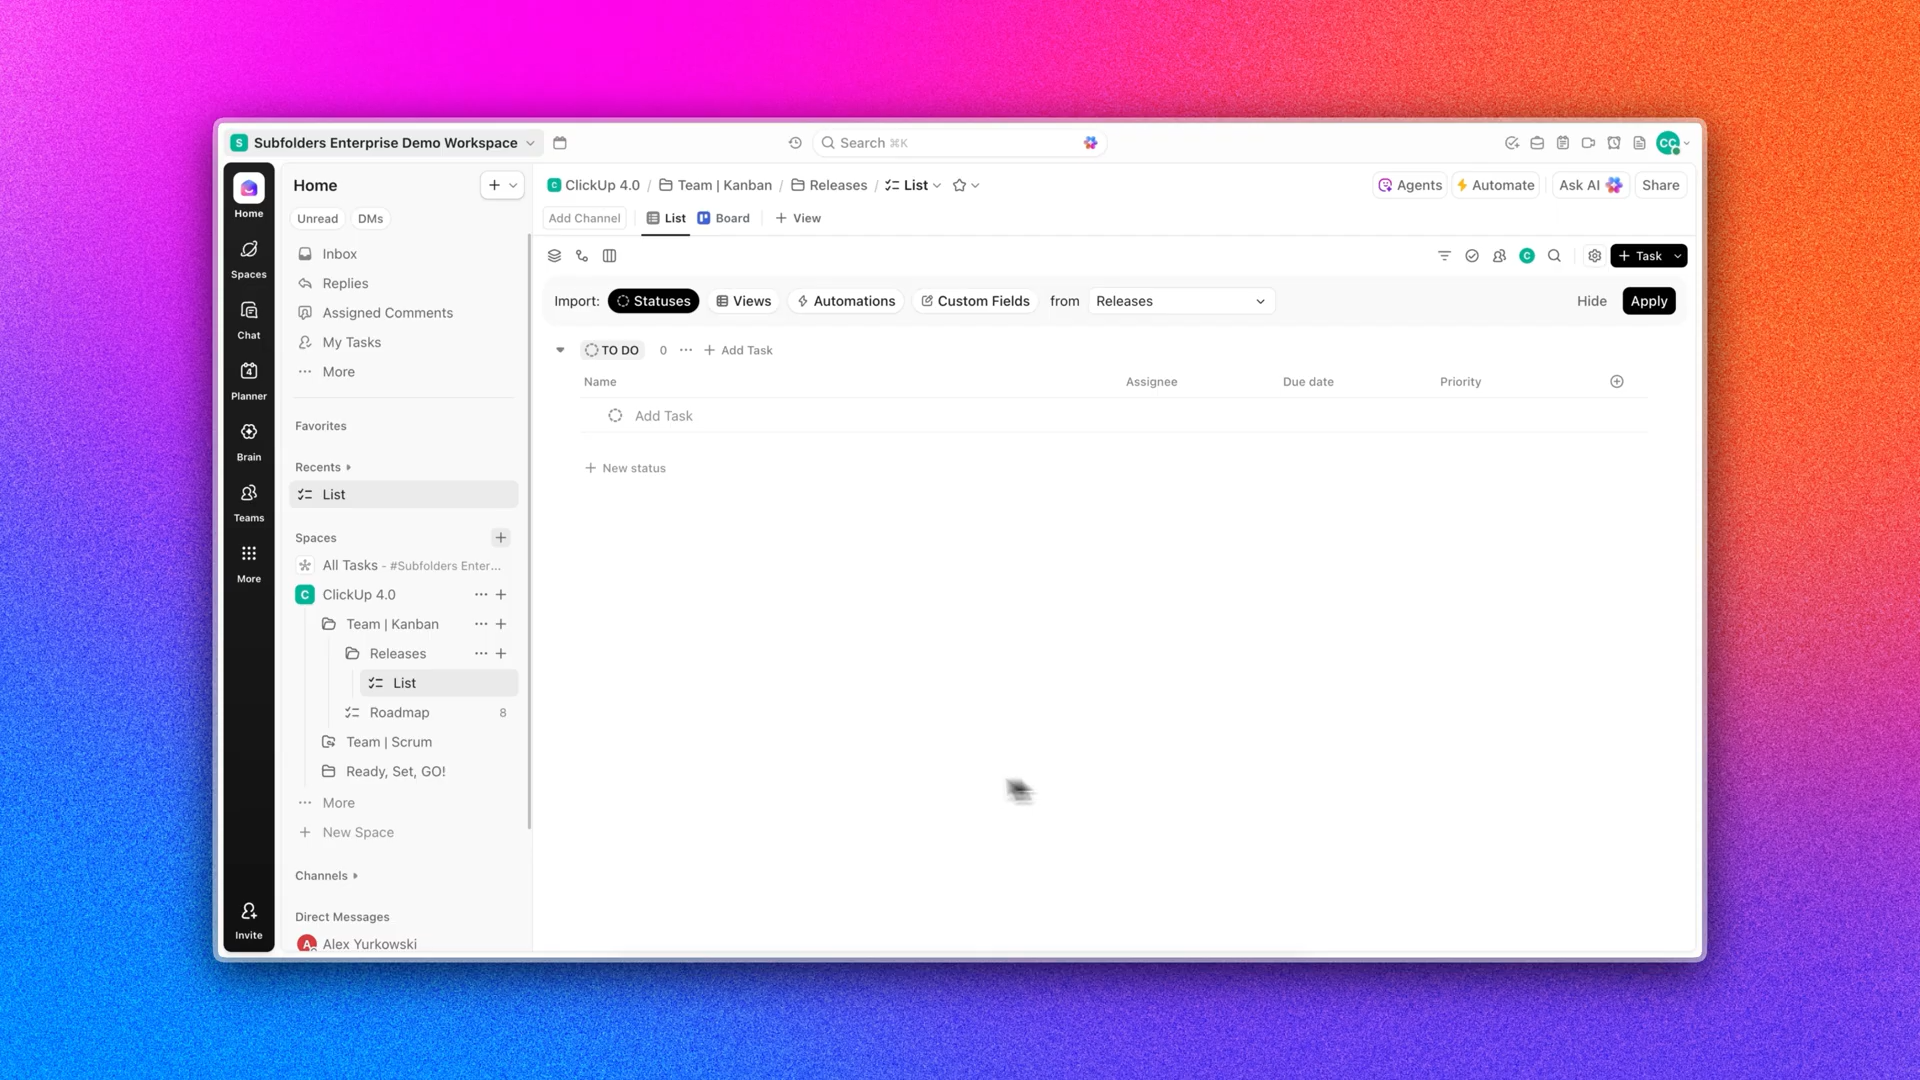 S Subfolders Enterprise Demo Workspace
Search ⌘K
CC
Home
Spaces
Chat
4
Planner
Brain
Teams
More
Invite
Home
Unread DMs
Inbox
Replies
Assigned Comments
My Tasks
More
Favorites
Recents
List
Spaces
All Tasks - #Subfolders Enter...
C ClickUp 4.0
Team | Kanban
Releases
List
Roadmap 8
Team | Scrum
Ready, Set, GO!
More
New Space
Channels
Direct Messages
A Alex Yurkowski
C ClickUp 4.0 / Team | Kanban / Releases / List
Agents Automate Ask AI Share
Add Channel List Board + View
C
+ Task
Import: Statuses Views Automations Custom Fields from Releases Hide Apply
TO DO 0 ... + Add Task
Name Assignee Due date Priority
Add Task
+ New status